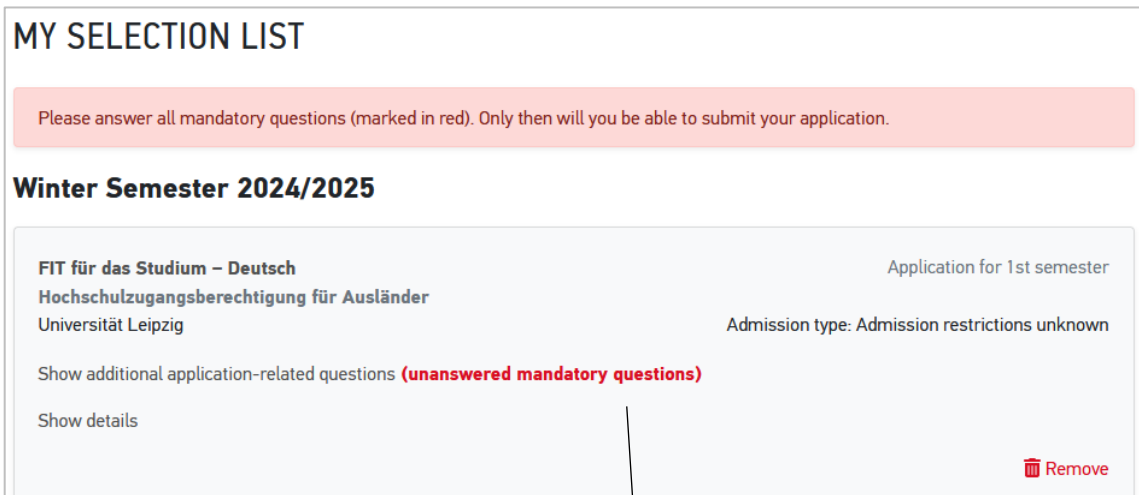 MY SELECTION LIST
Please answer all mandatory questions (marked in red). Only then will you be able to submit your application.
Winter Semester 2024/2025
FIT für das Studium – Deutsch
Application for 1st semester
Hochschulzugangsberechtigung für Ausländer
Universität Leipzig
Admission type: Admission restrictions unknown
Show additional application-related questions (unanswered mandatory questions)
Show details
Remove